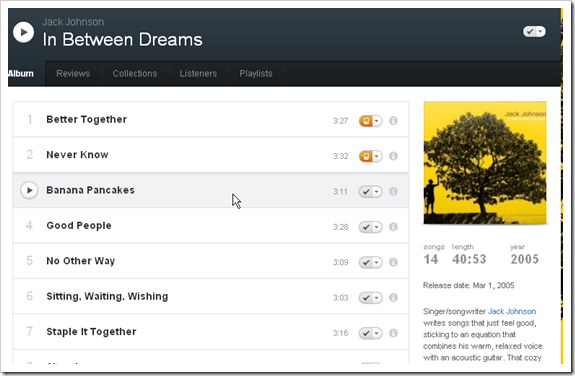 Jack Johnson
In Between Dreams
Album Reviews Collections Listeners Playlists
1 Better Together 3:27
2 Never Know 3:32
Banana Pancakes 3:11
4 Good People 3:28
5 No Other Way 3:09
6 Sitting, Waiting, Wishing 3:03
7 Staple It Together 3:16
Jack Johnson
songs length year
14 40:53 2005
Release date: Mar 1, 2005
Singer/songwriter Jack Johnson
writes songs that just feel good,
sticking to an equation that
combines his warm, relaxed voice
with an acoustic guitar. That cozy